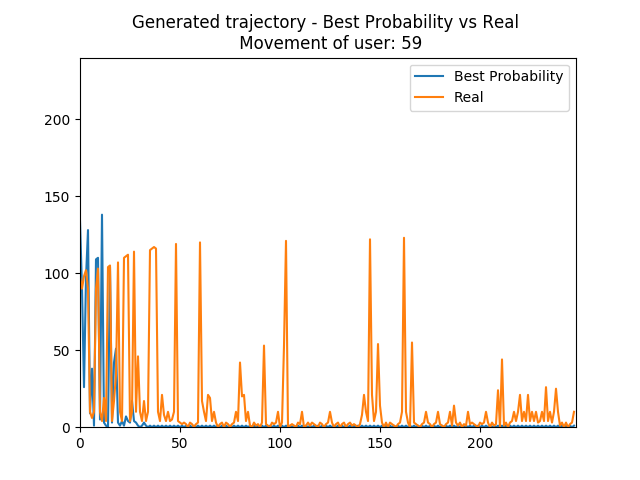 Generated trajectory - Best Probability vs Real
Movement of user: 59
Best Probability
Real
200
150
100
50
0
0 50 100 150 200